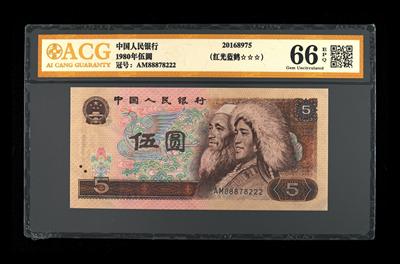 ACG
AI CANG GUARANTY
中国人民银行
1980年伍圆
冠号：AM88878222
20168975
(红光蓝鹤☆☆☆)
66 EPQ
Gem Uncirculated
中国人民银行
5
伍圆
AM88878222
5
5